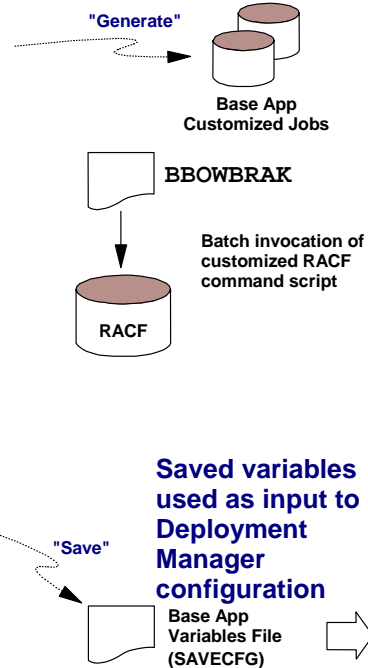 "Generate"
Base App
Customized Jobs
BBOWBRAK
Batch invocation of
customized RACF
command script
RACF
Saved variables
used as input to
Deployment
Manager
configuration
"Save"
Base App
Variables File
(SAVECFG)